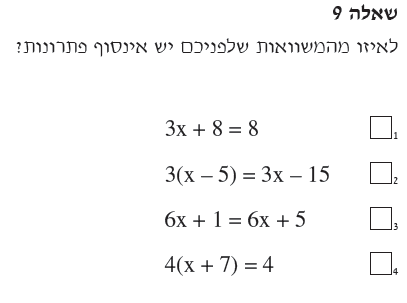 שאלה 9
לאיזו מהמשוואות שלפניכם יש אינסוף פתרונות?
3x + 8 = 8 1
3(x – 5) = 3x – 15 2
6x + 1 = 6x + 5 3
4(x + 7) = 4 4